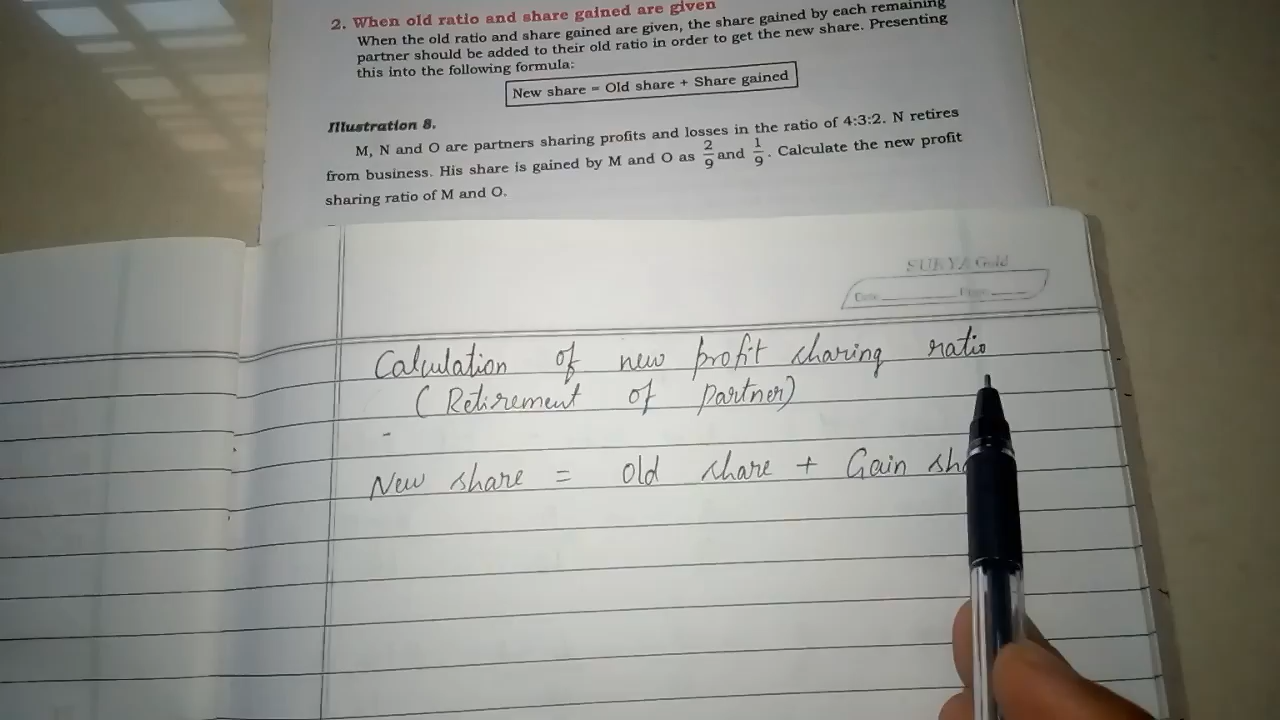 2. When old ratio and share gained are given
When the old ratio and share gained are given, the share gained by each remaining
partner should be added to their old ratio in order to get the new share. Presenting
this into the following formula:
New share = Old share + Share gained
Illustration 8.
M, N and O are partners sharing profits and losses in the ratio of 4:3:2. N retires
from business. His share is gained by M and O as 2/9 and 1/9. Calculate the new profit
sharing ratio of M and O.
SURYA Gold
Date Page
Calculation of new profit sharing ratio
(Retirement of partner)
New share = Old share + Gain sh